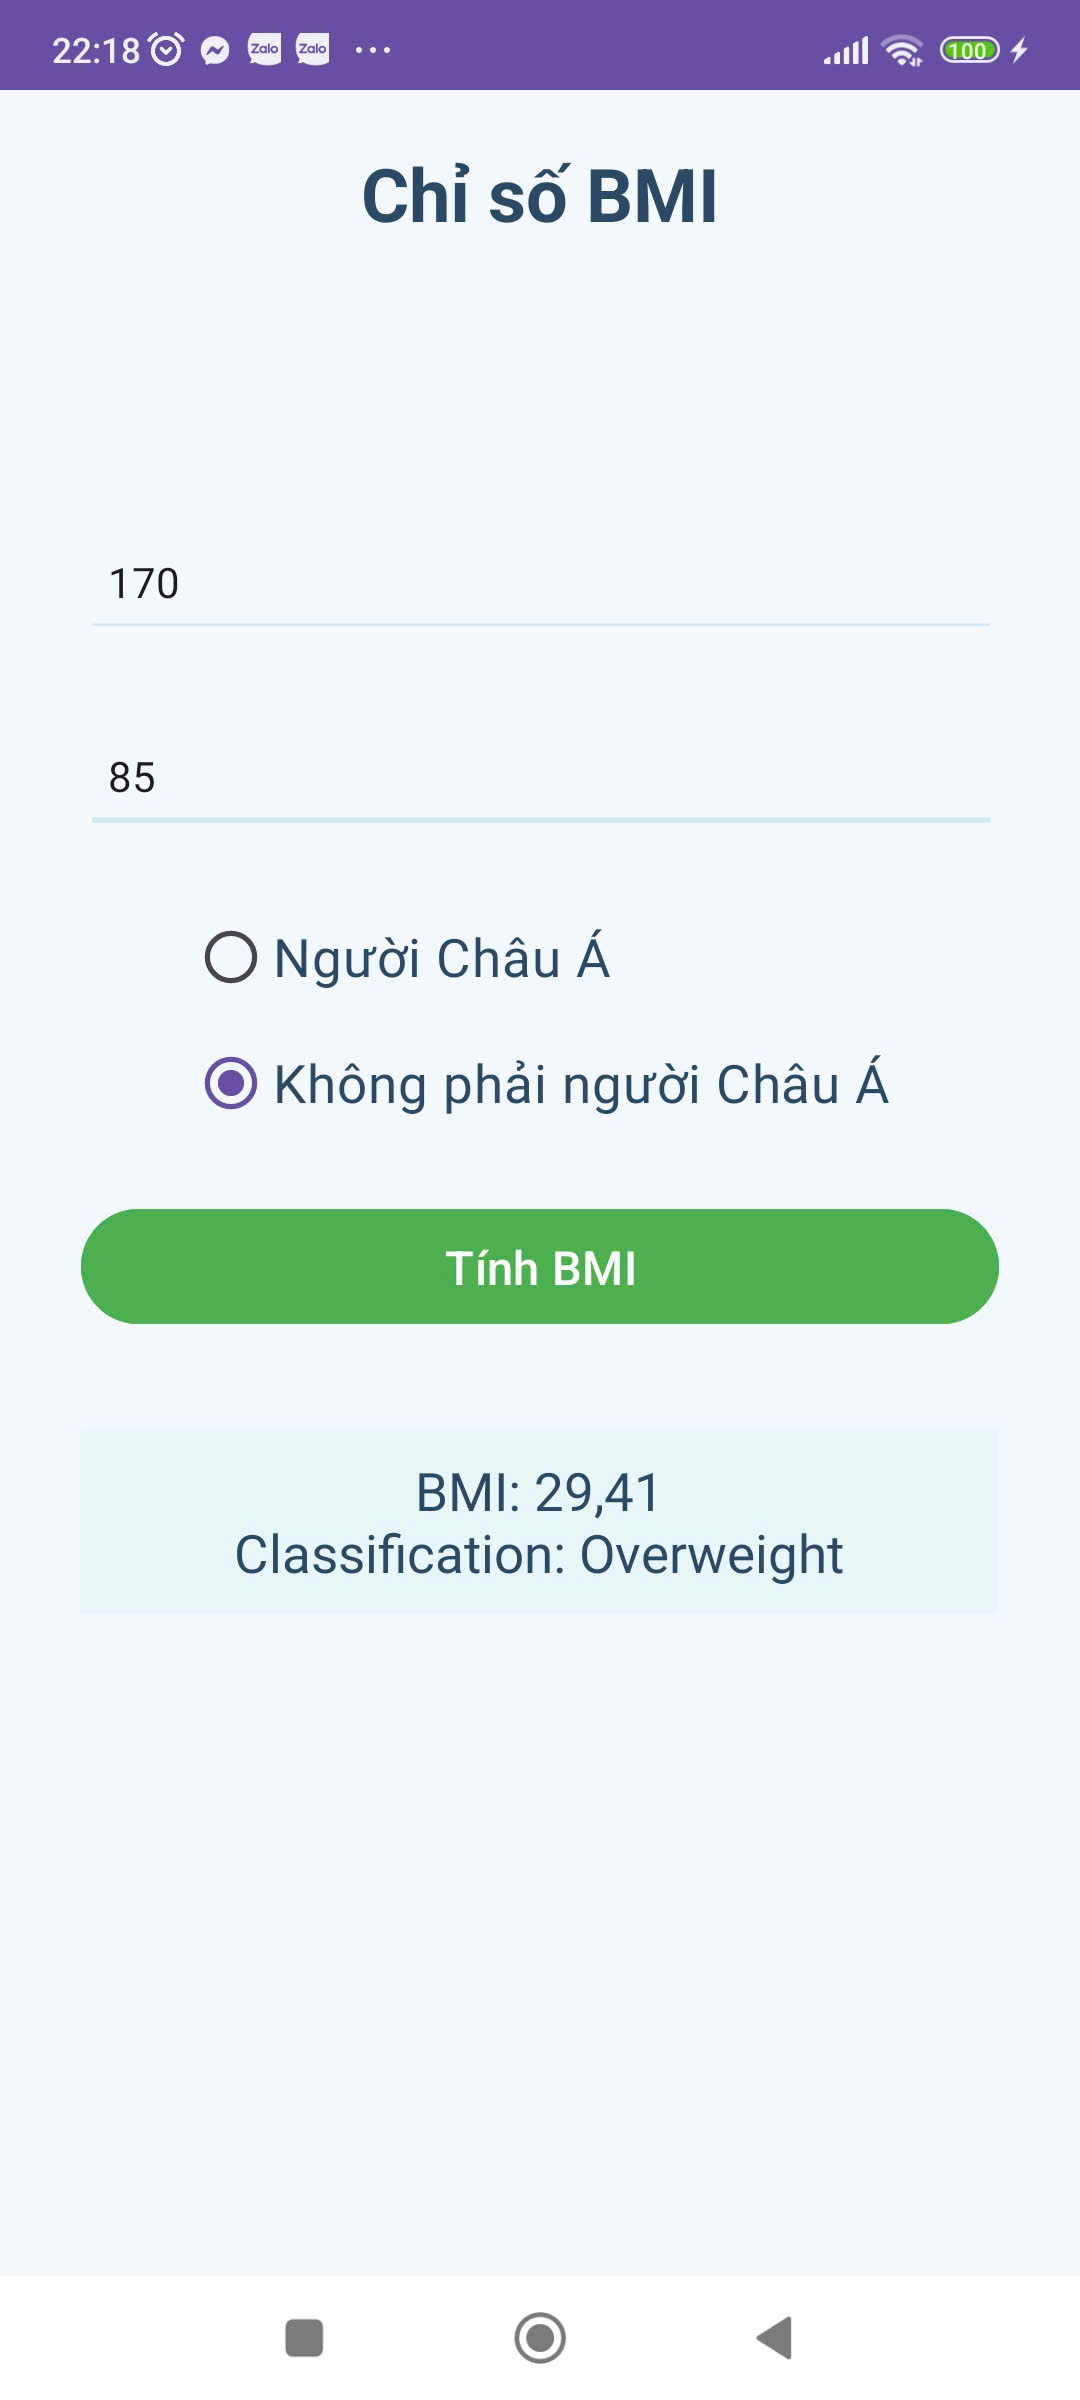 22:18 Zalo Zalo ... 100
Chỉ số BMI
170
85
Người Châu Á
Không phải người Châu Á
Tính BMI
BMI: 29,41
Classification: Overweight